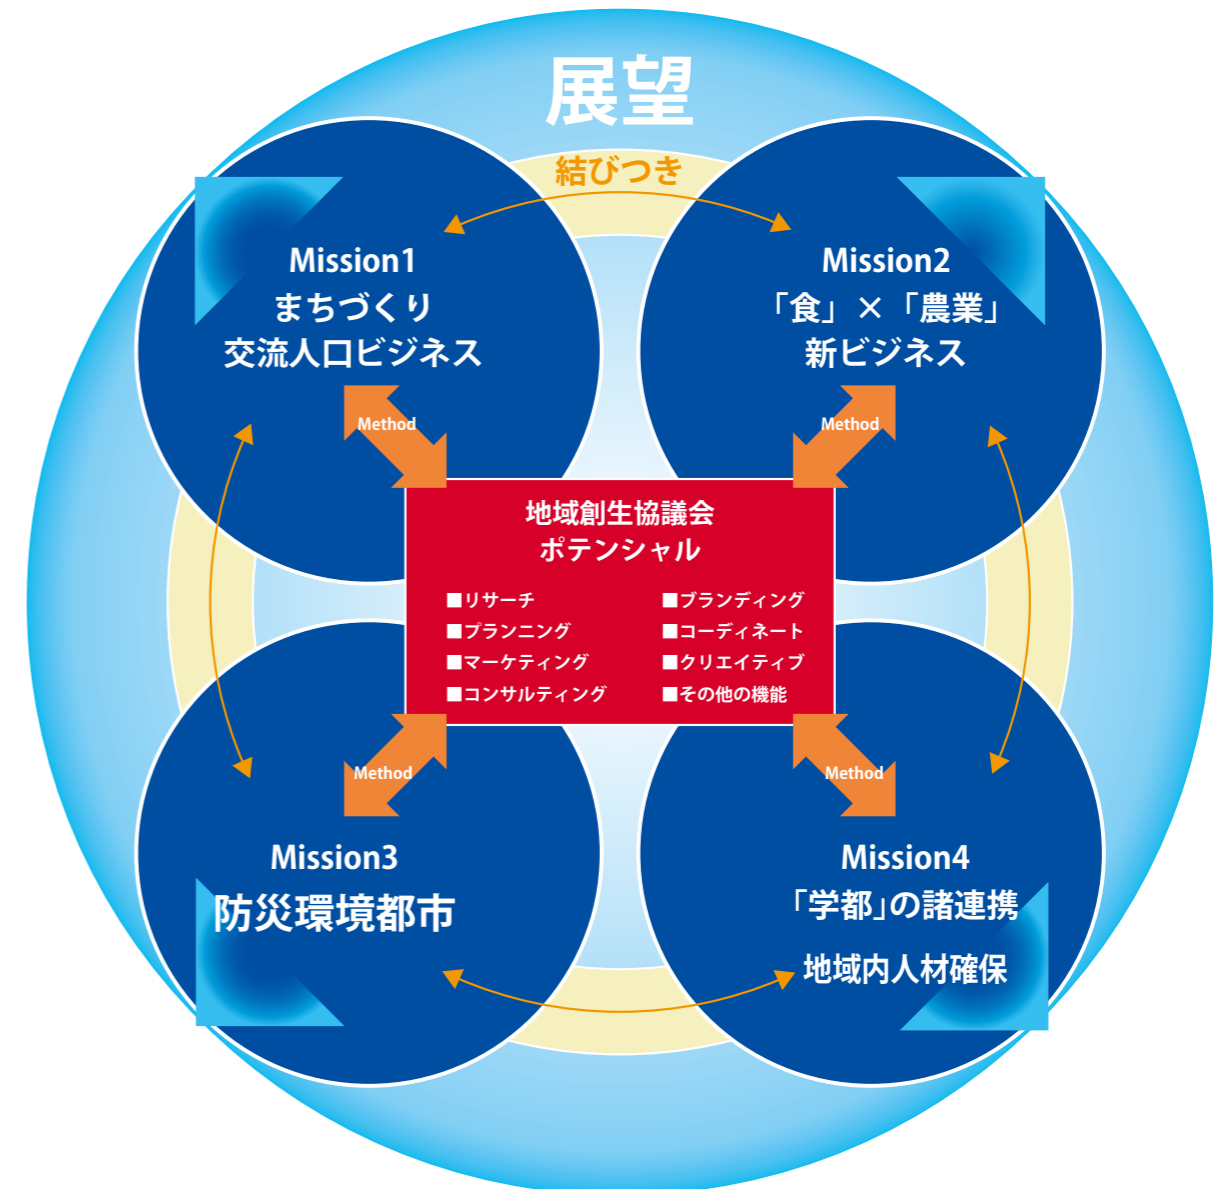 展望
結びつき
Mission1
まちづくり
交流人口ビジネス
Mission2
「食」×「農業」
新ビジネス
Method
Method
地域創生協議会
ポテンシャル
■リサーチ
■プランニング
■マーケティング
■コンサルティング
■ブランディング
■コーディネート
■クリエイティブ
■その他の機能
Method
Method
Mission3
防災環境都市
Mission4
「学都」の諸連携
地域内人材確保